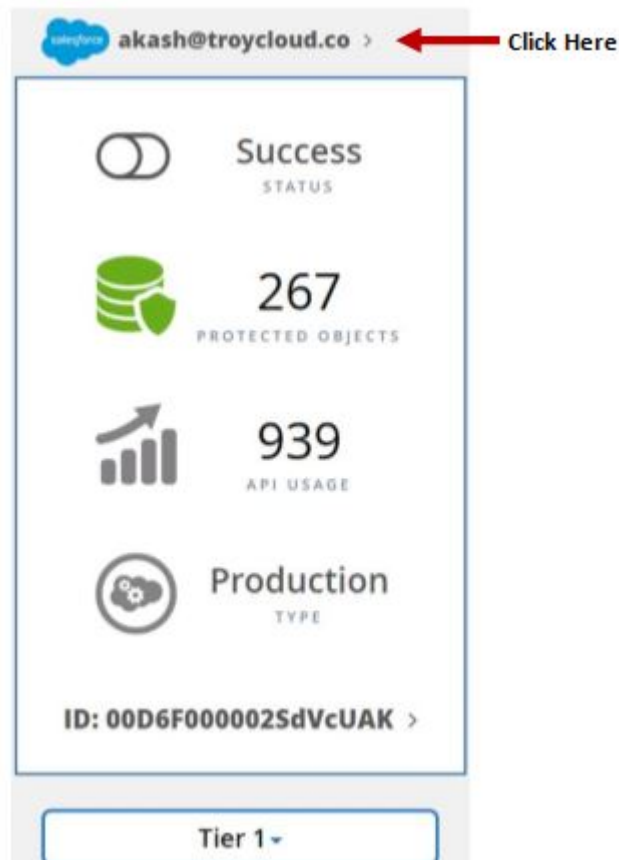 salesforce akash@troycloud.co > Click Here
Success
STATUS
267
PROTECTED OBJECTS
939
API USAGE
Production
TYPE
ID: 00D6F000002SdVcUAK >
Tier 1